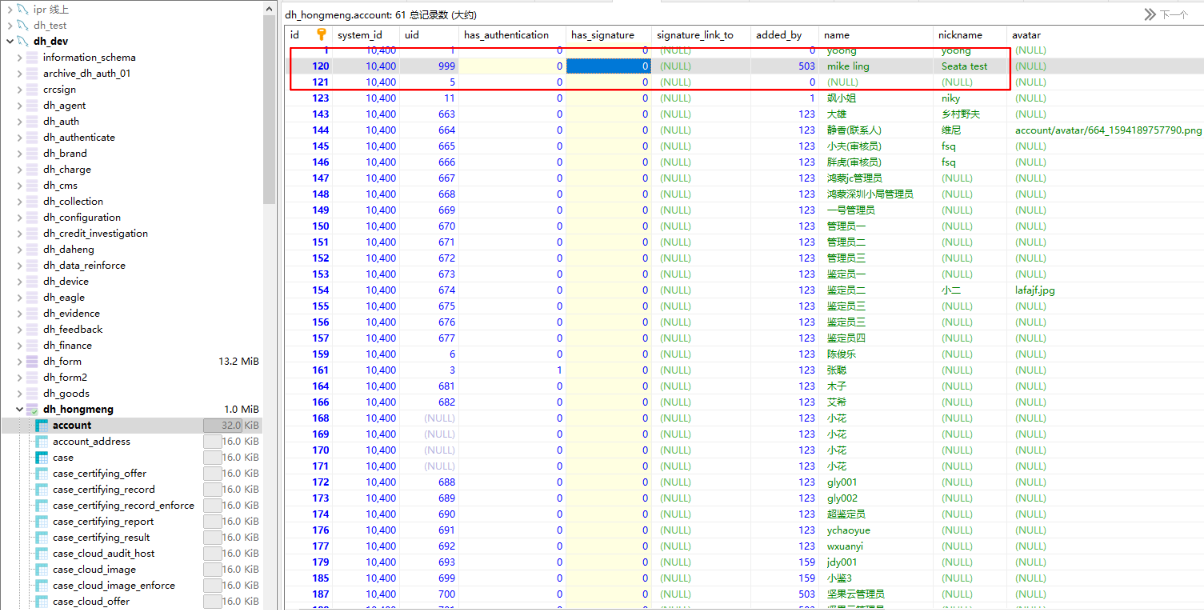 ipr 线上
dh_test
dh_dev
information_schema
archive_dh_auth_01
crcsign
dh_agent
dh_auth
dh_authenticate
dh_brand
dh_charge
dh_cms
dh_collection
dh_configuration
dh_credit_investigation
dh_daheng
dh_data_reinforce
dh_device
dh_eagle
dh_evidence
dh_feedback
dh_finance
dh_form 13.2 MiB
dh_form2
dh_goods
dh_hongmeng 1.0 MiB
account 32.0 KiB
account_address 16.0 KiB
case 16.0 KiB
case_certifying_offer 16.0 KiB
case_certifying_record 16.0 KiB
case_certifying_record_enforce 16.0 KiB
case_certifying_report 16.0 KiB
case_certifying_result 16.0 KiB
case_cloud_audit_host 16.0 KiB
case_cloud_image 16.0 KiB
case_cloud_image_enforce 16.0 KiB
case_cloud_offer 16.0 KiB
dh_hongmeng.account: 61 总记录数 (大约) 下一个
id system_id uid has_authentication has_signature signature_link_to added_by name nickname avatar
1 10,400 1 0 0 (NULL) 0 yoong yoong (NULL)
120 10,400 999 0 0 (NULL) 503 mike ling Seata test (NULL)
121 10,400 5 0 0 (NULL) 0 (NULL) (NULL) (NULL)
123 10,400 11 0 0 (NULL) 1 飒小姐 niky (NULL)
143 10,400 663 0 0 (NULL) 123 大雄 乡村野夫 (NULL)
144 10,400 664 0 0 (NULL) 123 静香(联系人) 维尼 account/avatar/664_1594189757790.png
145 10,400 665 0 0 (NULL) 123 小夫(审核员) fsq (NULL)
146 10,400 666 0 0 (NULL) 123 胖虎(审核员) fsq (NULL)
147 10,400 667 0 0 (NULL) 123 鸿蒙jc管理员 (NULL) (NULL)
148 10,400 668 0 0 (NULL) 123 鸿蒙深圳小局管理员 (NULL) (NULL)
149 10,400 669 0 0 (NULL) 123 一号管理员 (NULL) (NULL)
150 10,400 670 0 0 (NULL) 123 管理员一 (NULL) (NULL)
151 10,400 671 0 0 (NULL) 123 管理员二 (NULL) (NULL)
152 10,400 672 0 0 (NULL) 123 管理员三 (NULL) (NULL)
153 10,400 673 0 0 (NULL) 123 鉴定员一 (NULL) (NULL)
154 10,400 674 0 0 (NULL) 123 鉴定员二 小二 lafajf.jpg
155 10,400 675 0 0 (NULL) 123 鉴定员三 (NULL) (NULL)
156 10,400 676 0 0 (NULL) 123 鉴定员三 (NULL) (NULL)
157 10,400 677 0 0 (NULL) 123 鉴定员四 (NULL) (NULL)
159 10,400 6 0 0 (NULL) 123 陈俊乐 (NULL) (NULL)
161 10,400 3 1 0 (NULL) 123 张聪 (NULL) (NULL)
164 10,400 681 0 0 (NULL) 123 木子 (NULL) (NULL)
166 10,400 682 0 0 (NULL) 123 艾希 (NULL) (NULL)
168 10,400 (NULL) 0 0 (NULL) 123 小花 (NULL) (NULL)
169 10,400 (NULL) 0 0 (NULL) 123 小花 (NULL) (NULL)
170 10,400 (NULL) 0 0 (NULL) 123 小花 (NULL) (NULL)
171 10,400 (NULL) 0 0 (NULL) 123 小花 (NULL) (NULL)
172 10,400 688 0 0 (NULL) 123 gly001 (NULL) (NULL)
173 10,400 689 0 0 (NULL) 123 gly002 (NULL) (NULL)
174 10,400 690 0 0 (NULL) 123 超鉴定员 (NULL) (NULL)
176 10,400 691 0 0 (NULL) 123 ychaoyue (NULL) (NULL)
177 10,400 692 0 0 (NULL) 123 wxuanyi (NULL) (NULL)
179 10,400 693 0 0 (NULL) 159 jdy001 (NULL) (NULL)
185 10,400 699 0 0 (NULL) 159 小鉴3 (NULL) (NULL)
187 10,400 700 0 0 (NULL) 503 坚果云管理员 (NULL) (NULL)